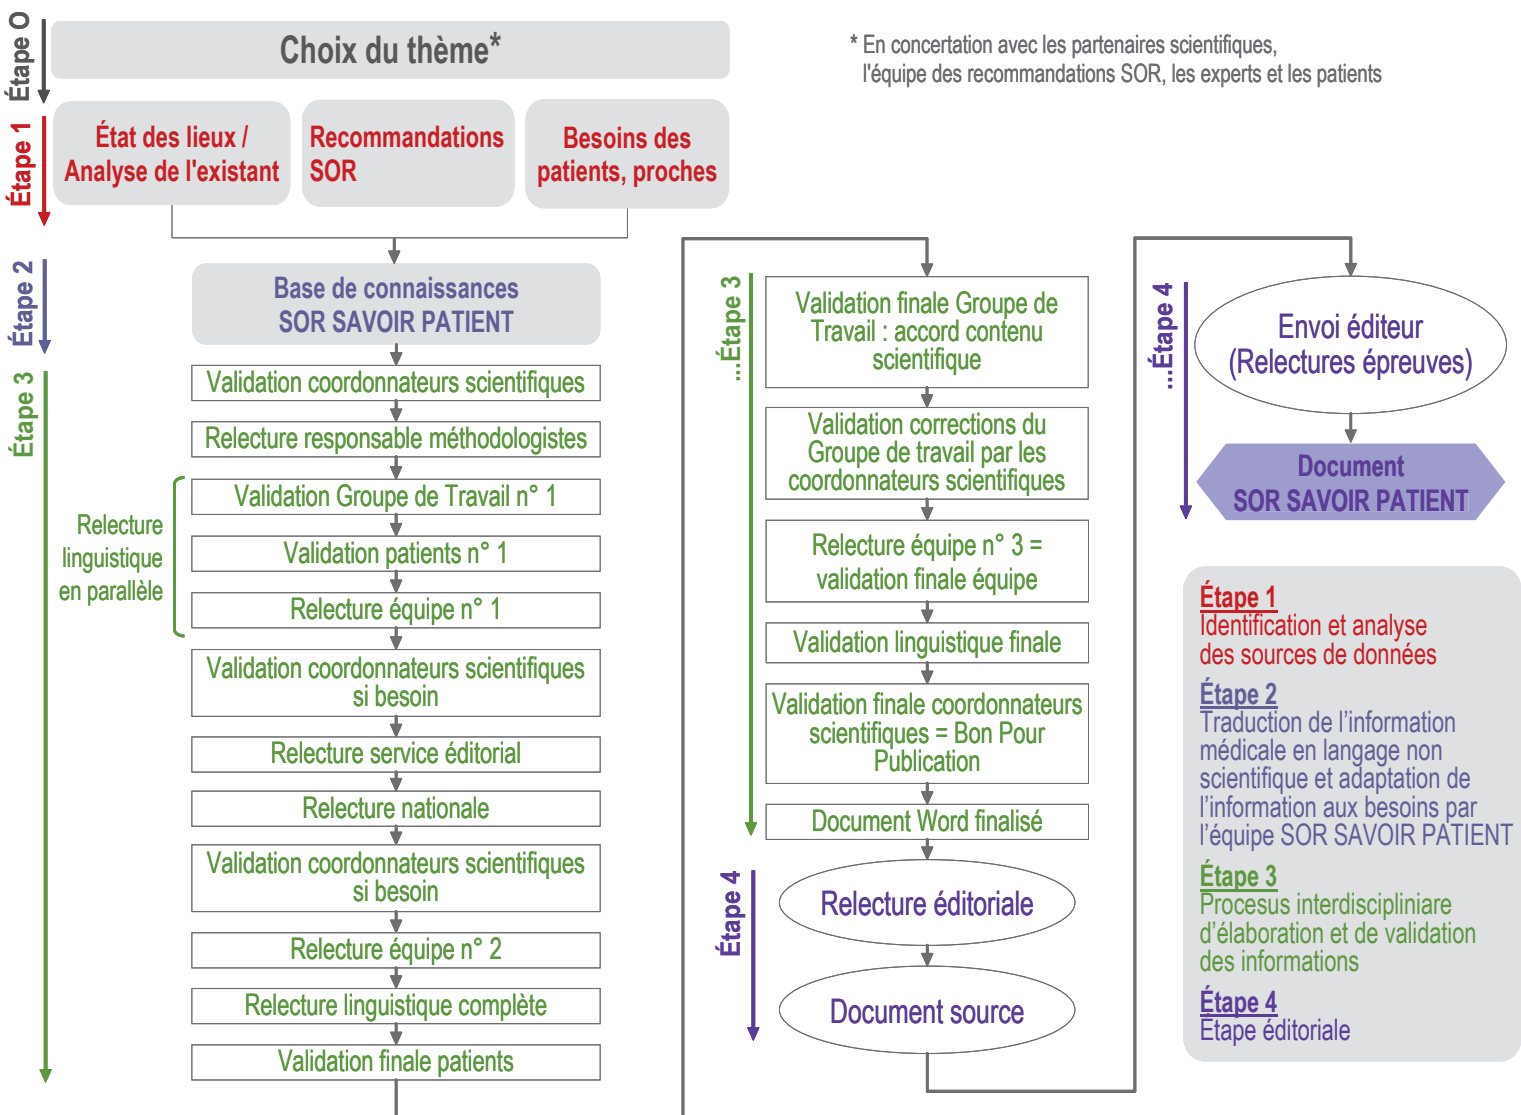 Étape O
Choix du thème*
* En concertation avec les partenaires scientifiques,
l'équipe des recommandations SOR, les experts et les patients
Étape 1
État des lieux /
Analyse de l'existant
Recommandations
SOR
Besoins des
patients, proches
Étape 2
Base de connaissances
SOR SAVOIR PATIENT
Étape 3
Validation coordonnateurs scientifiques
Relecture responsable méthodologistes
Relecture
linguistique
en parallèle
Validation Groupe de Travail n° 1
Validation patients n° 1
Relecture équipe n° 1
Validation coordonnateurs scientifiques
si besoin
Relecture service éditorial
Relecture nationale
Validation coordonnateurs scientifiques
si besoin
Relecture équipe n° 2
Relecture linguistique complète
Validation finale patients
...Étape 3
Validation finale Groupe de
Travail : accord contenu
scientifique
Validation corrections du
Groupe de travail par les
coordonnateurs scientifiques
Relecture équipe n° 3 =
validation finale équipe
Validation linguistique finale
Validation finale coordonnateurs
scientifiques = Bon Pour
Publication
Document Word finalisé
Étape 4
Relecture éditoriale
Document source
...Étape 4
Envoi éditeur
(Relectures épreuves)
Document
SOR SAVOIR PATIENT
Étape 1
Identification et analyse
des sources de données
Étape 2
Traduction de l’information
médicale en langage non
scientifique et adaptation de
l’information aux besoins par
l’équipe SOR SAVOIR PATIENT
Étape 3
Procesus interdiscipliniare
d’élaboration et de validation
des informations
Étape 4
Étape éditoriale